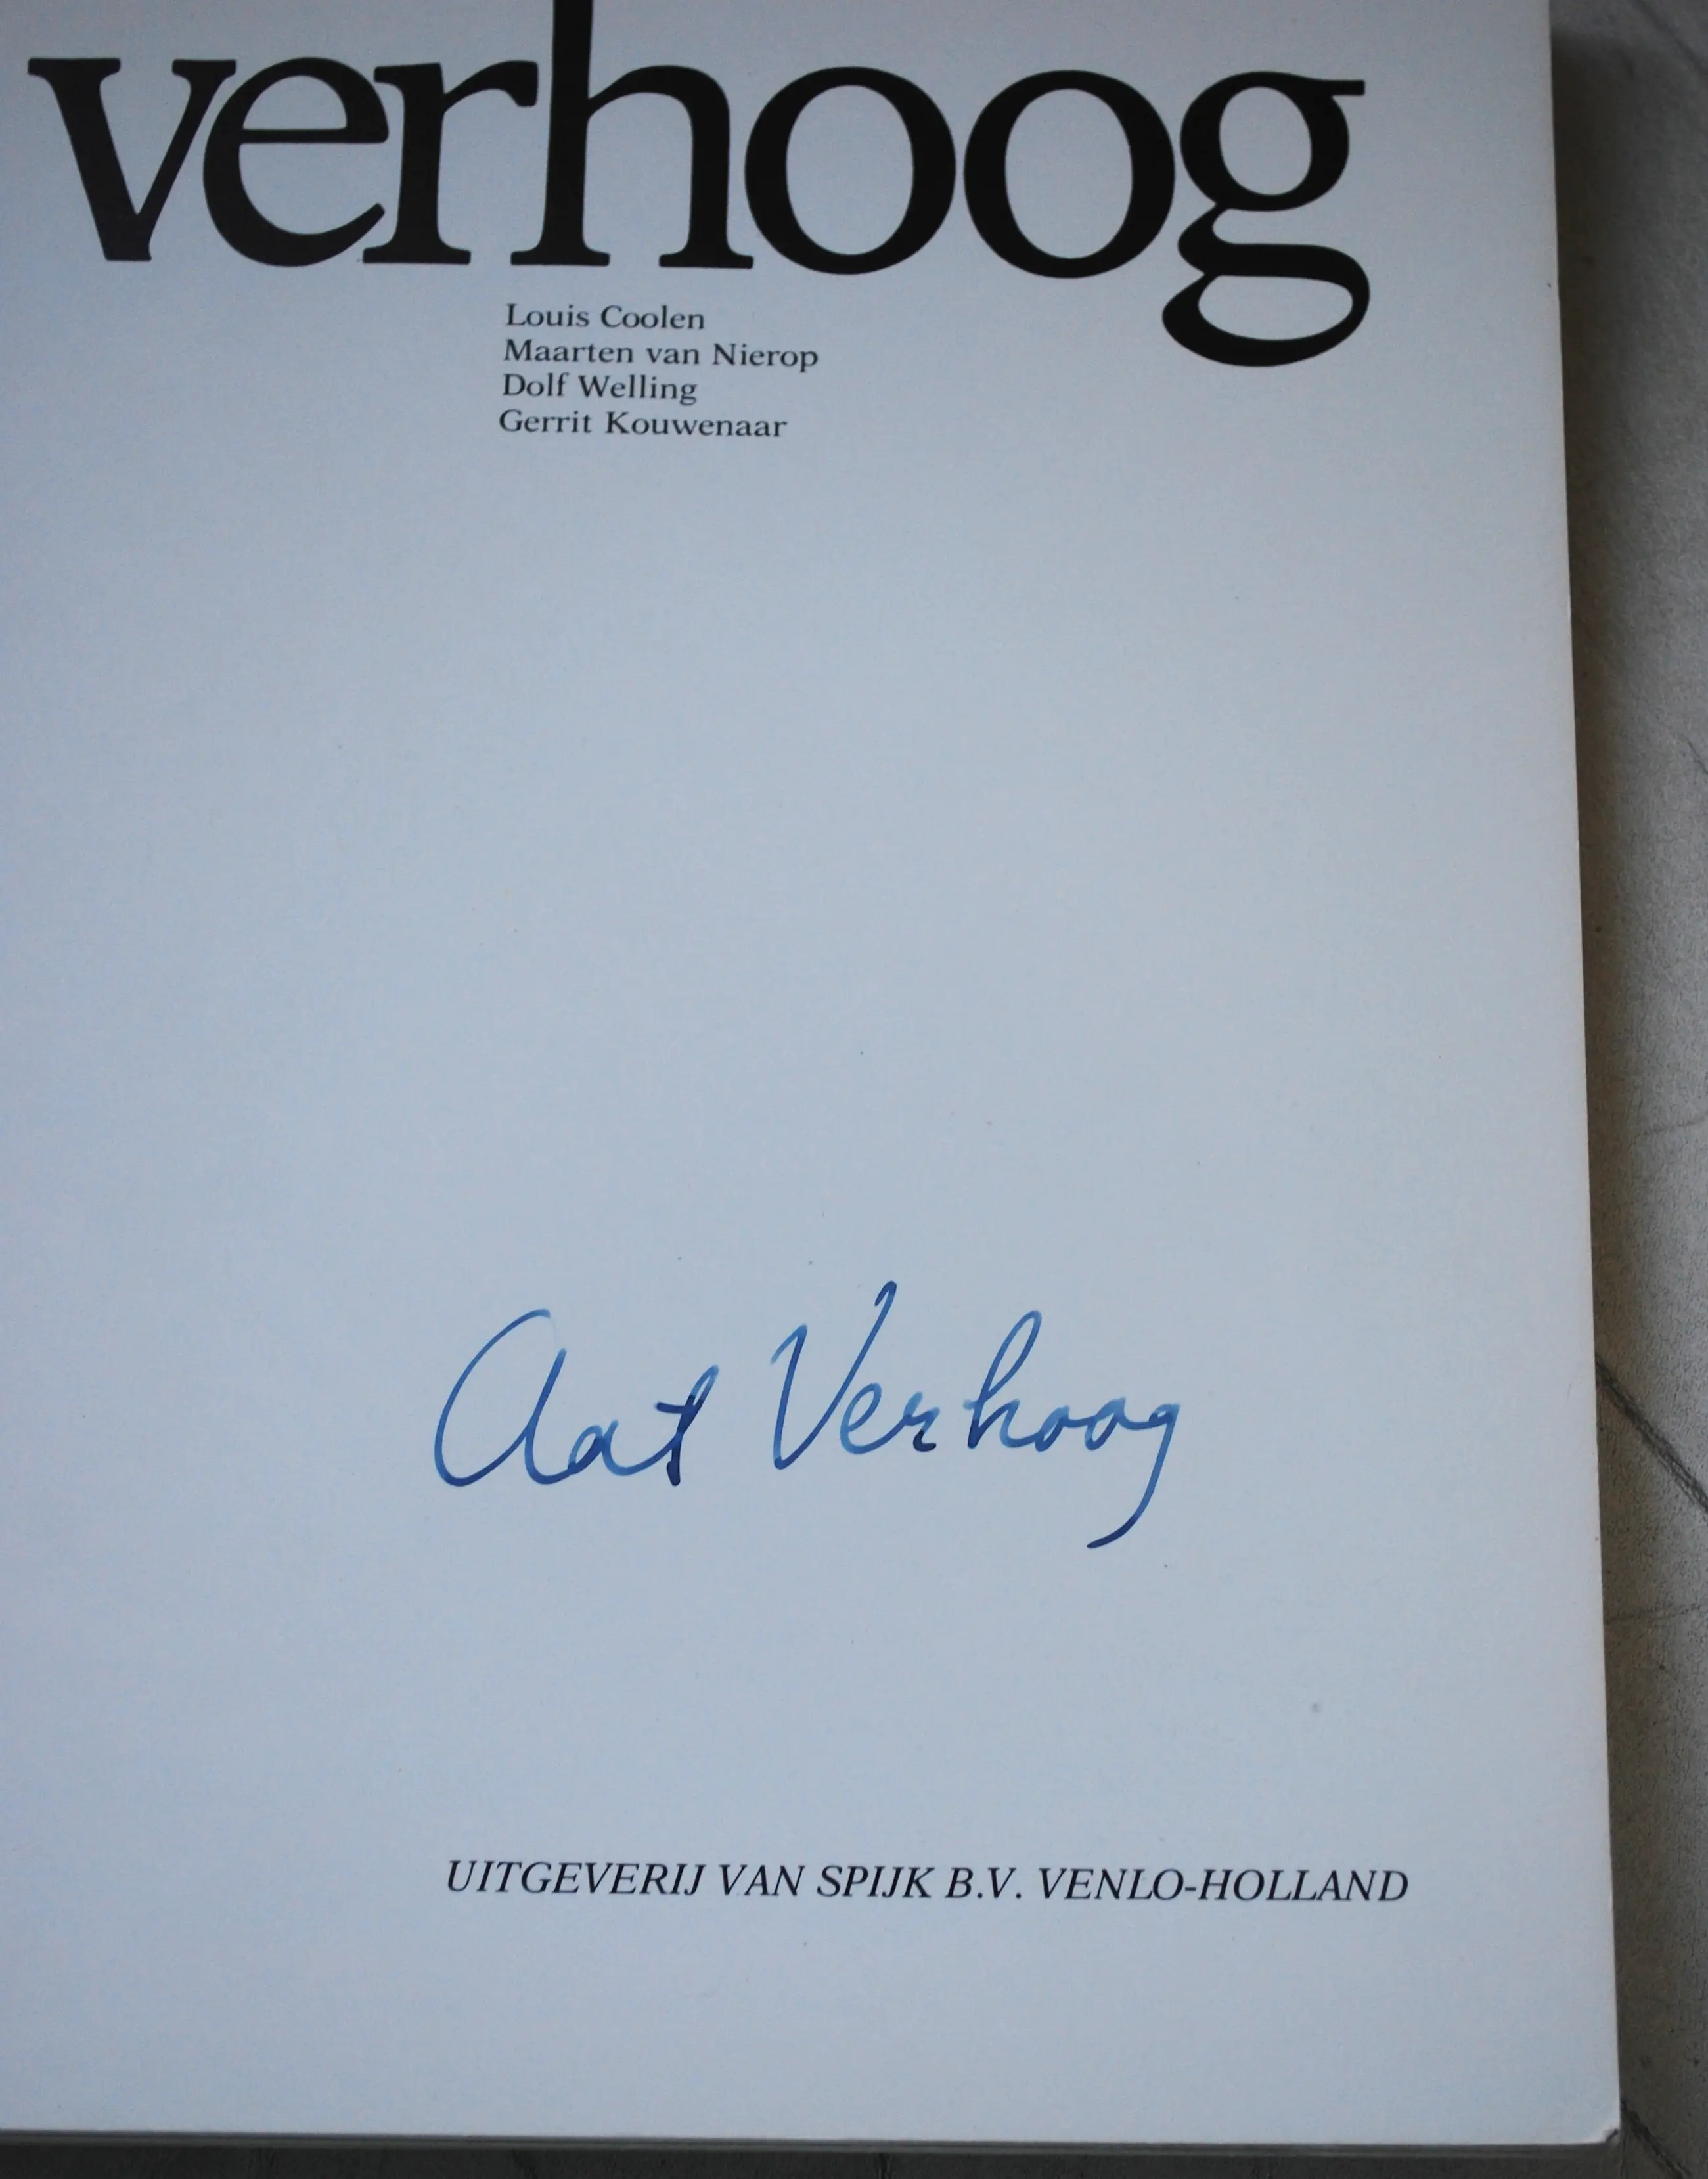 verhoog
Louis Coolen
Maarten van Nierop
Dolf Welling
Gerrit Kouwenaar
Aat Verhoog
UITGEVERIJ VAN SPIJK B.V. VENLO-HOLLAND